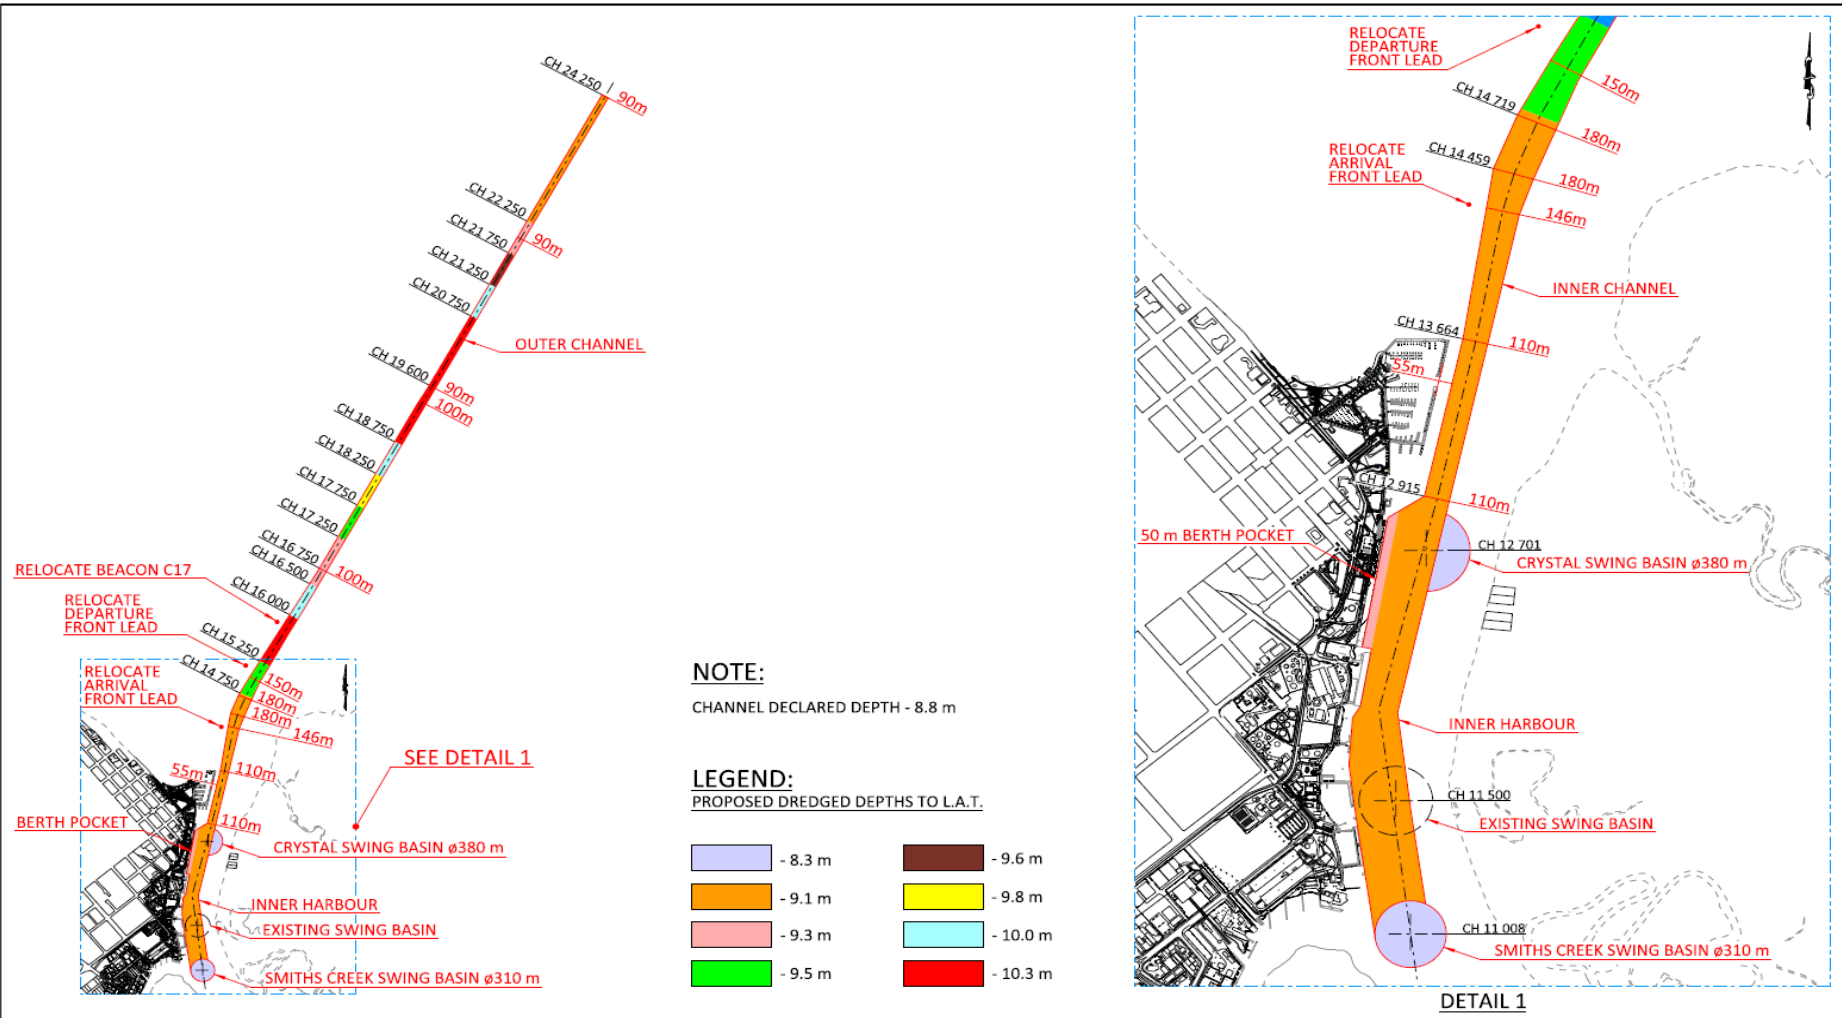 CH 24 250
90m
CH 22 250
CH 21 750
90m
CH 21 250
CH 20 750
OUTER CHANNEL
CH 19 600
90m
100m
CH 18 750
CH 18 250
CH 17 750
CH 17 250
CH 16 750
CH 16 500
100m
RELOCATE BEACON C17
CH 16 000
RELOCATE
DEPARTURE
FRONT LEAD
CH 15 250
CH 14 750
150m
180m
180m
146m
RELOCATE
ARRIVAL
FRONT LEAD
SEE DETAIL 1
55m
110m
BERTH POCKET
110m
CRYSTAL SWING BASIN ø380 m
INNER HARBOUR
EXISTING SWING BASIN
SMITHS CREEK SWING BASIN ø310 m
NOTE:
CHANNEL DECLARED DEPTH - 8.8 m
LEGEND:
PROPOSED DREDGED DEPTHS TO L.A.T.
- 8.3 m
- 9.1 m
- 9.3 m
- 9.5 m
- 9.6 m
- 9.8 m
- 10.0 m
- 10.3 m
RELOCATE
DEPARTURE
FRONT LEAD
150m
CH 14 719
180m
RELOCATE
ARRIVAL
FRONT LEAD
CH 14 459
180m
146m
INNER CHANNEL
CH 13 664
110m
55m
CH 12 915
110m
50 m BERTH POCKET
CH 12 701
CRYSTAL SWING BASIN ø380 m
INNER HARBOUR
CH 11 500
EXISTING SWING BASIN
CH 11 008
SMITHS CREEK SWING BASIN ø310 m
DETAIL 1